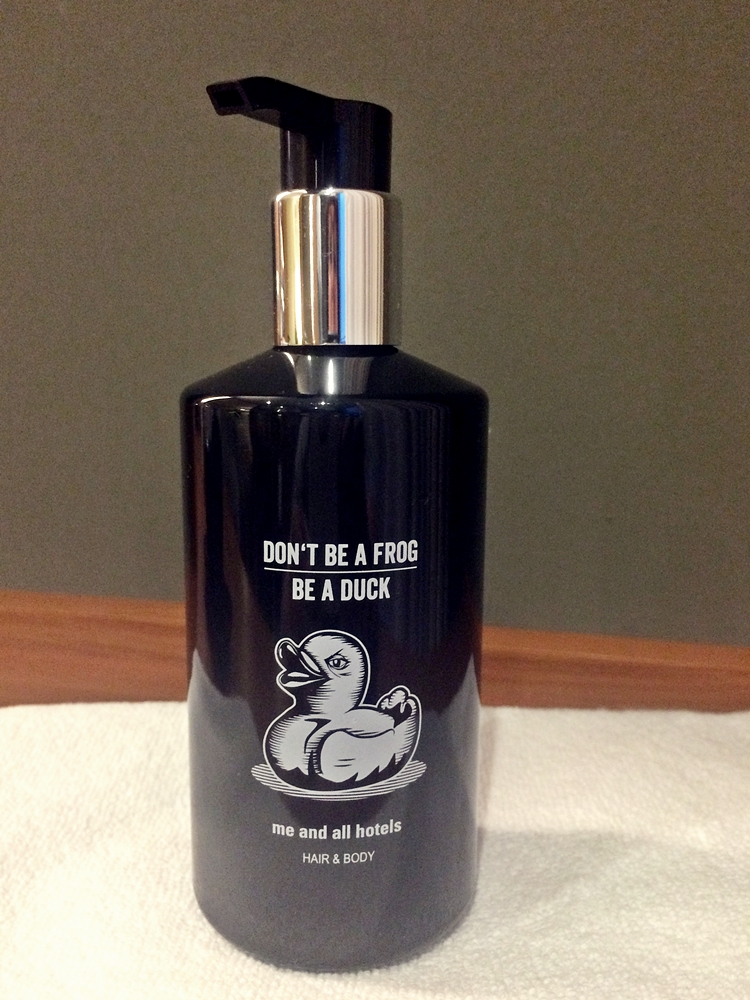 DON‘T BE A FROG
BE A DUCK
me and all hotels
HAIR & BODY